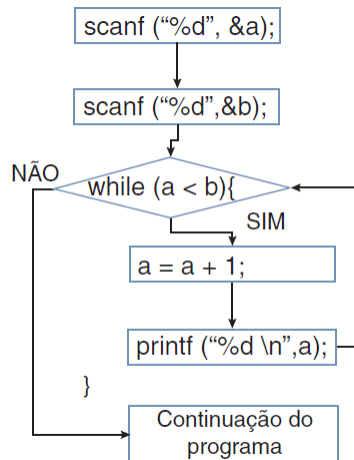 scanf (“%d”, &a);
scanf (“%d”,&b);
NÃO
while (a < b){
SIM
a = a + 1;
printf (“%d \n”,a);
}
Continuação do
programa